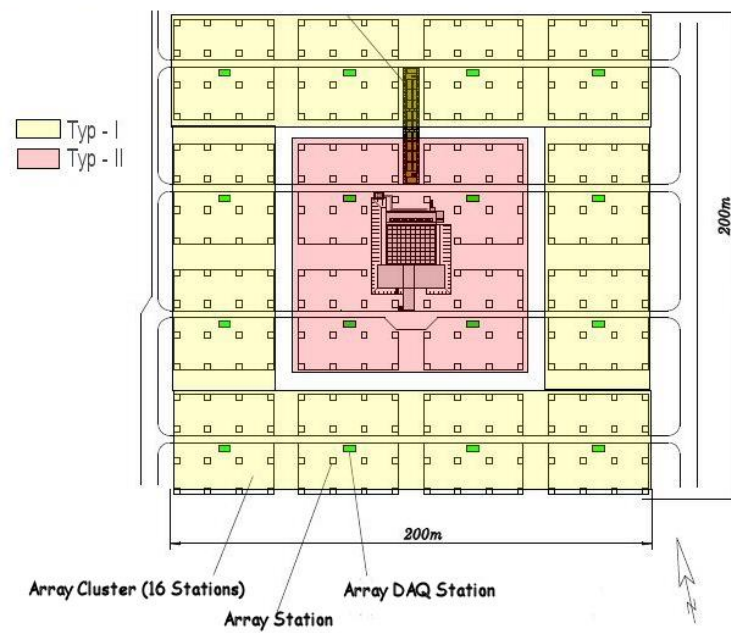 Typ - I
Typ - II
200m
200m
Array Cluster (16 Stations)
Array DAQ Station
Array Station
N